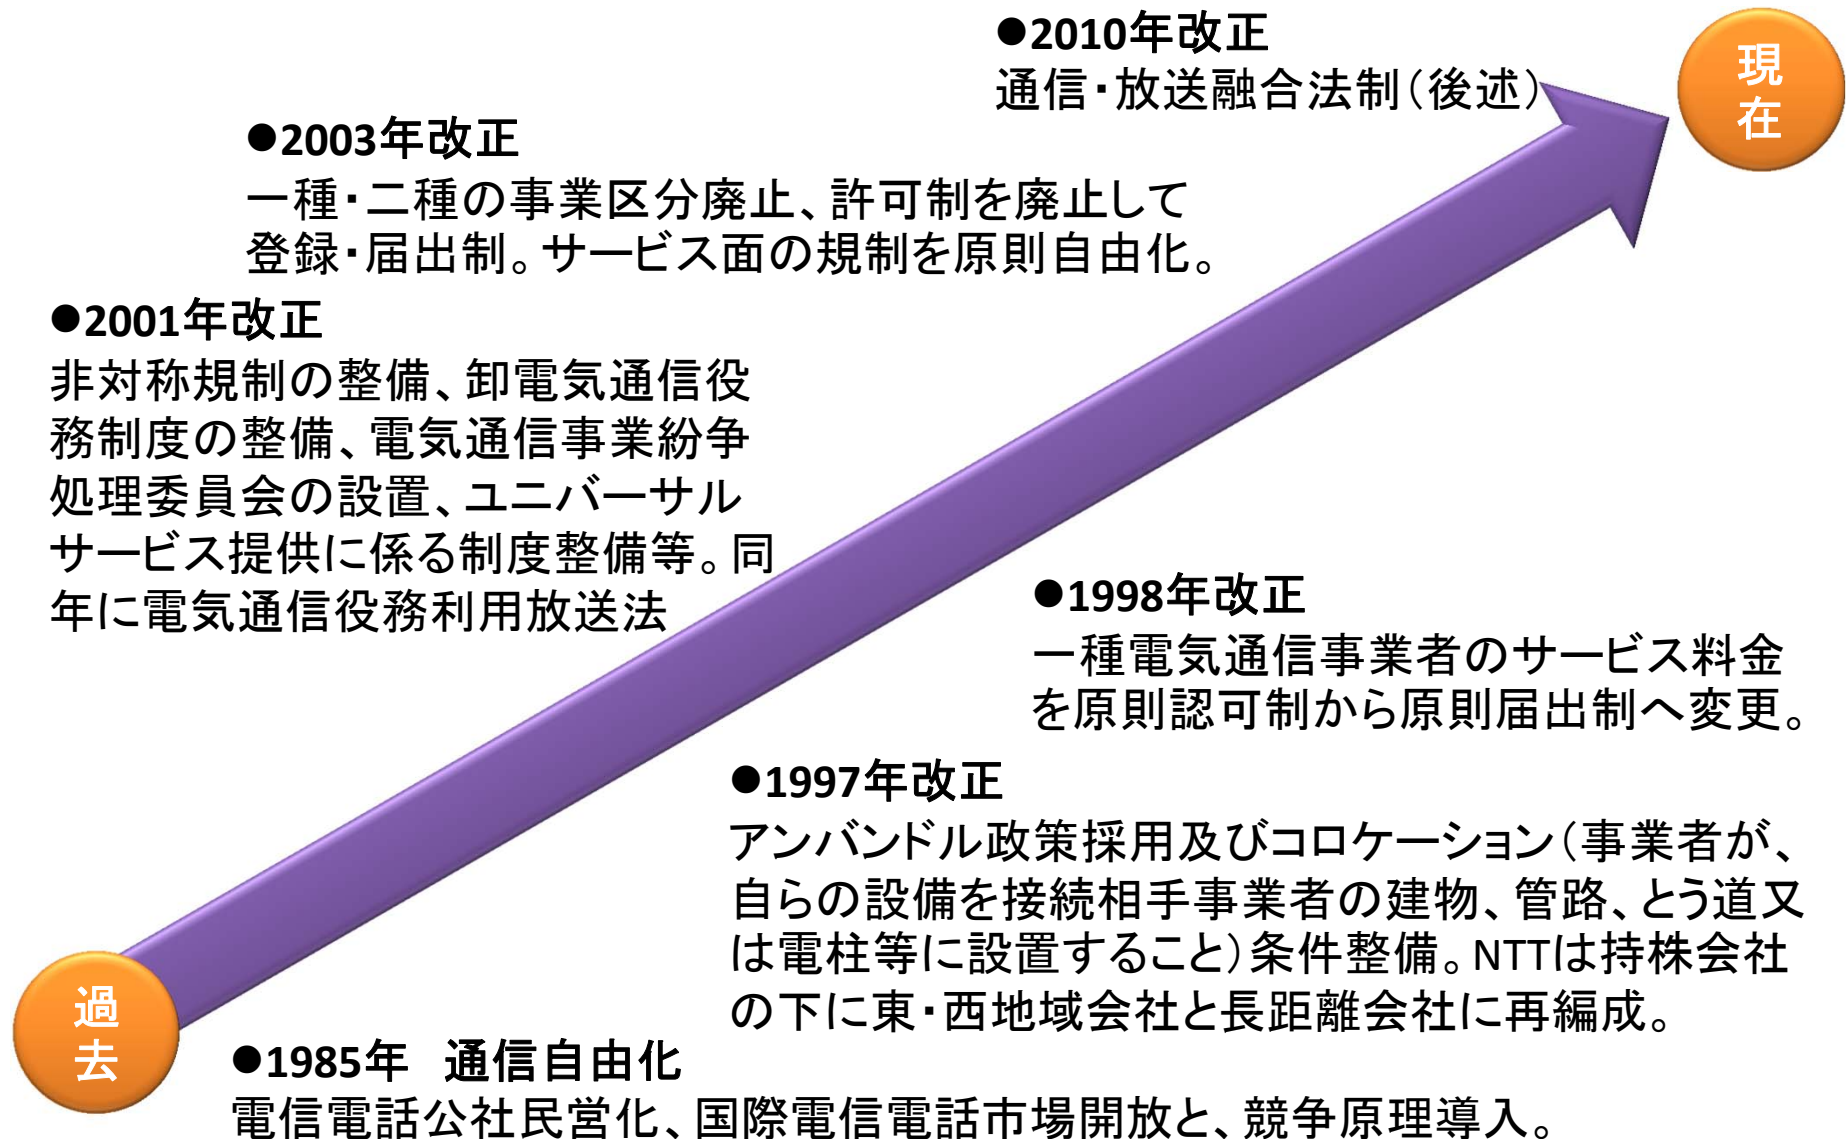 ●2010年改正
通信・放送融合法制（後述）
現
在
●2003年改正
一種・二種の事業区分廃止、許可制を廃止して
登録・届出制。サービス面の規制を原則自由化。
●2001年改正
非対称規制の整備、卸電気通信役
務制度の整備、電気通信事業紛争
処理委員会の設置、ユニバーサル
サービス提供に係る制度整備等。同
年に電気通信役務利用放送法
●1998年改正
一種電気通信事業者のサービス料金
を原則認可制から原則届出制へ変更。
●1997年改正
アンバンドル政策採用及びコロケーション（事業者が、
自らの設備を接続相手事業者の建物、管路、とう道又
は電柱等に設置すること）条件整備。NTTは持株会社
の下に東・西地域会社と長距離会社に再編成。
過
去
●1985年　通信自由化
電信電話公社民営化、国際電信電話市場開放と、競争原理導入。